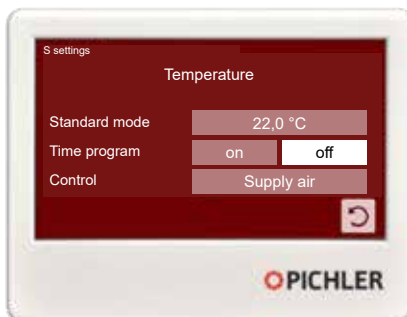 S settings
Temperature
Standard mode 22,0 °C
Time program on off
Control Supply air
PICHLER